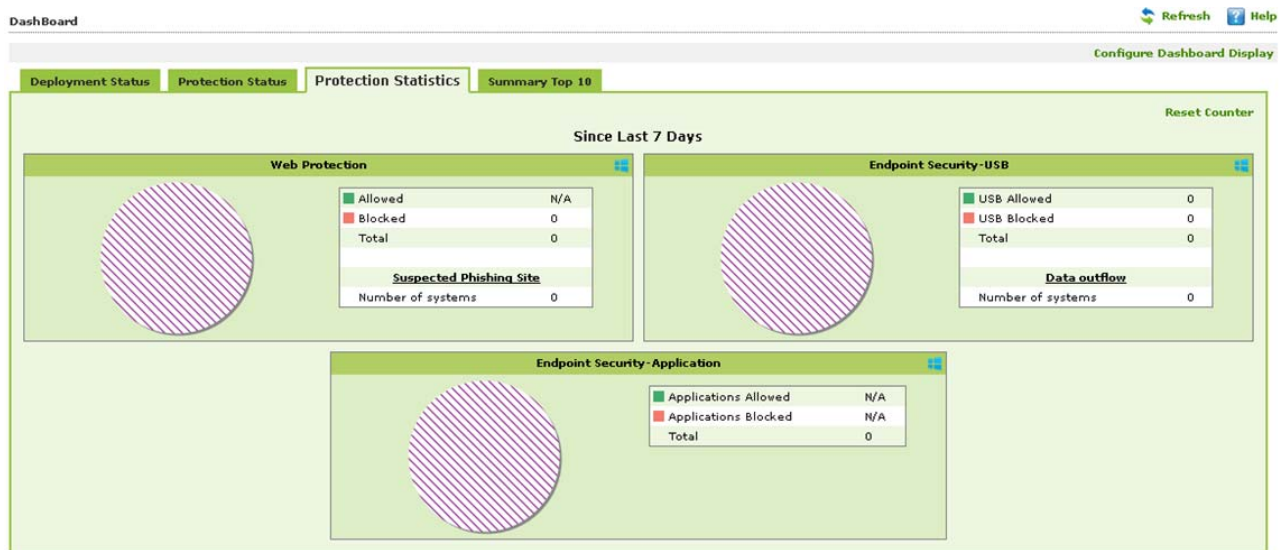 DashBoard
Refresh
Help
Configure Dashboard Display
Deployment Status
Protection Status
Protection Statistics
Summary Top 10
Reset Counter
Since Last 7 Days
Web Protection
Allowed N/A
Blocked 0
Total 0
Suspected Phishing Site
Number of systems 0
Endpoint Security-USB
USB Allowed 0
USB Blocked 0
Total 0
Data outflow
Number of systems 0
Endpoint Security-Application
Applications Allowed N/A
Applications Blocked N/A
Total 0